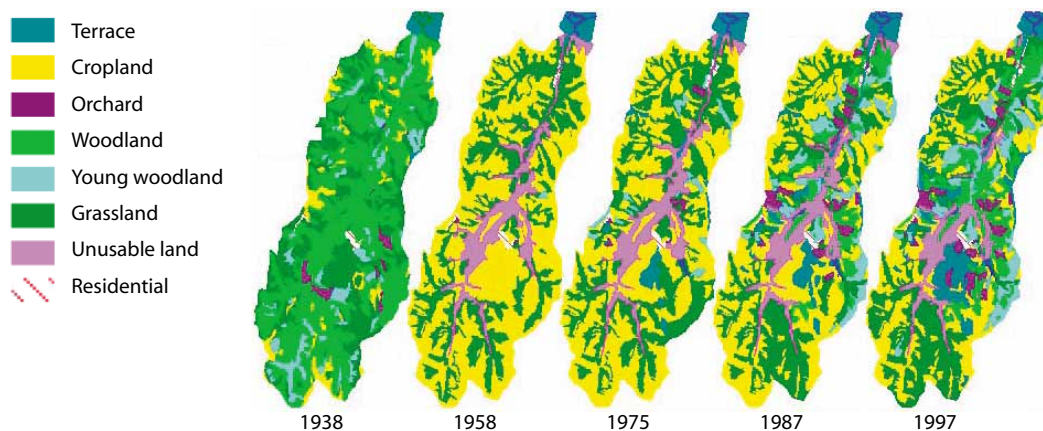 Terrace
Cropland
Orchard
Woodland
Young woodland
Grassland
Unusable land
Residential
1938 1958 1975 1987 1997